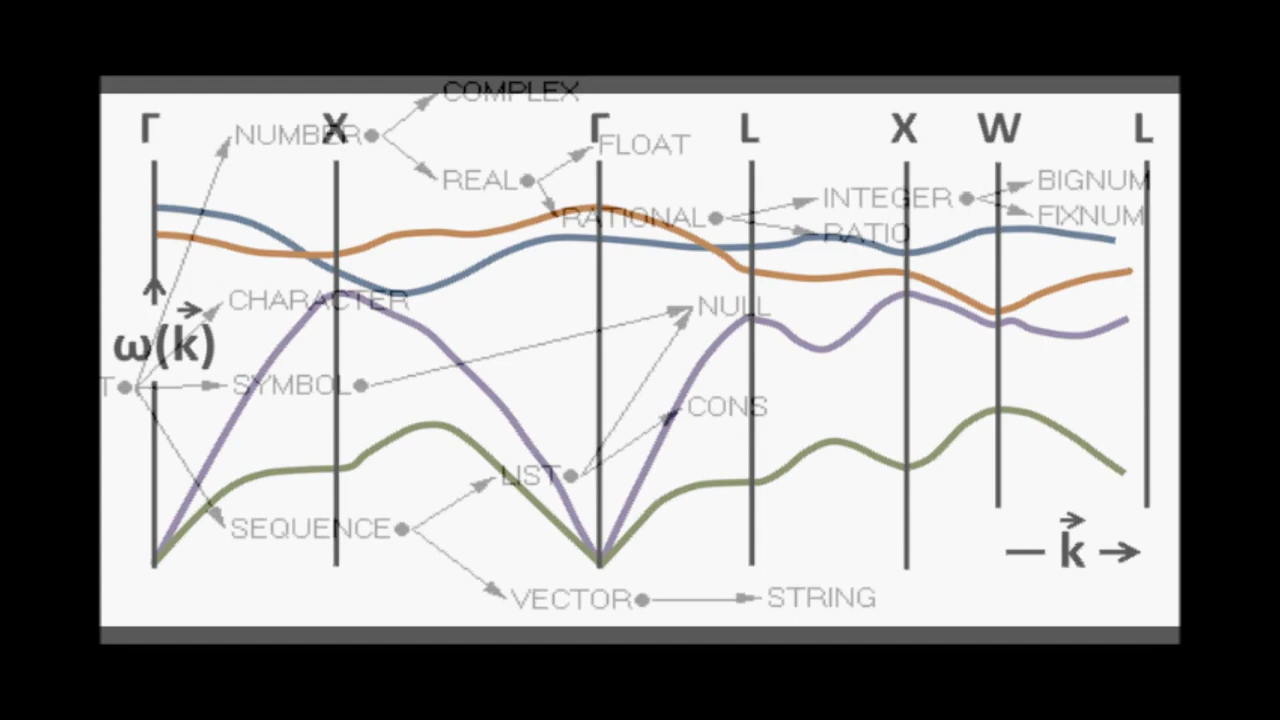 COMPLEX
Γ X Γ L X W L
NUMBER
FLOAT
REAL
BIGNUM
INTEGER
RATIONAL
FIXNUM
RATIO
CHARACTER
NULL
ω(k)
T
SYMBOL
CONS
LIST
SEQUENCE
k
VECTOR
STRING